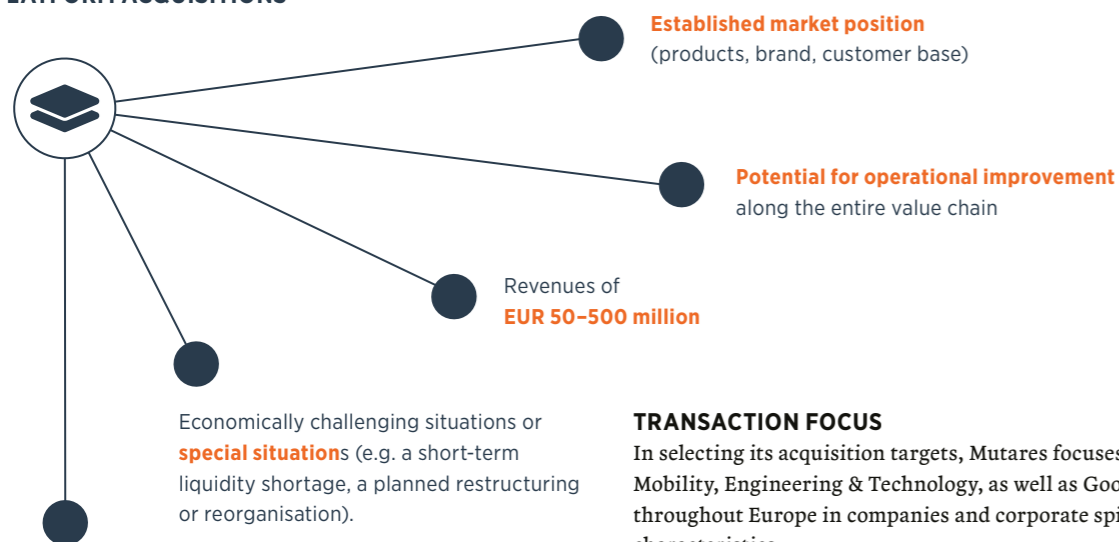 ACQUISITIONS
Established market position
(products, brand, customer base)
Potential for operational improvement
along the entire value chain
Revenues of
EUR 50–500 million
Economically challenging situations or
special situations (e.g. a short-term
liquidity shortage, a planned restructuring
or reorganisation).
TRANSACTION FOCUS
In selecting its acquisition targets, Mutares focuses
Mobility, Engineering & Technology, as well as Goo
throughout Europe in companies and corporate spi